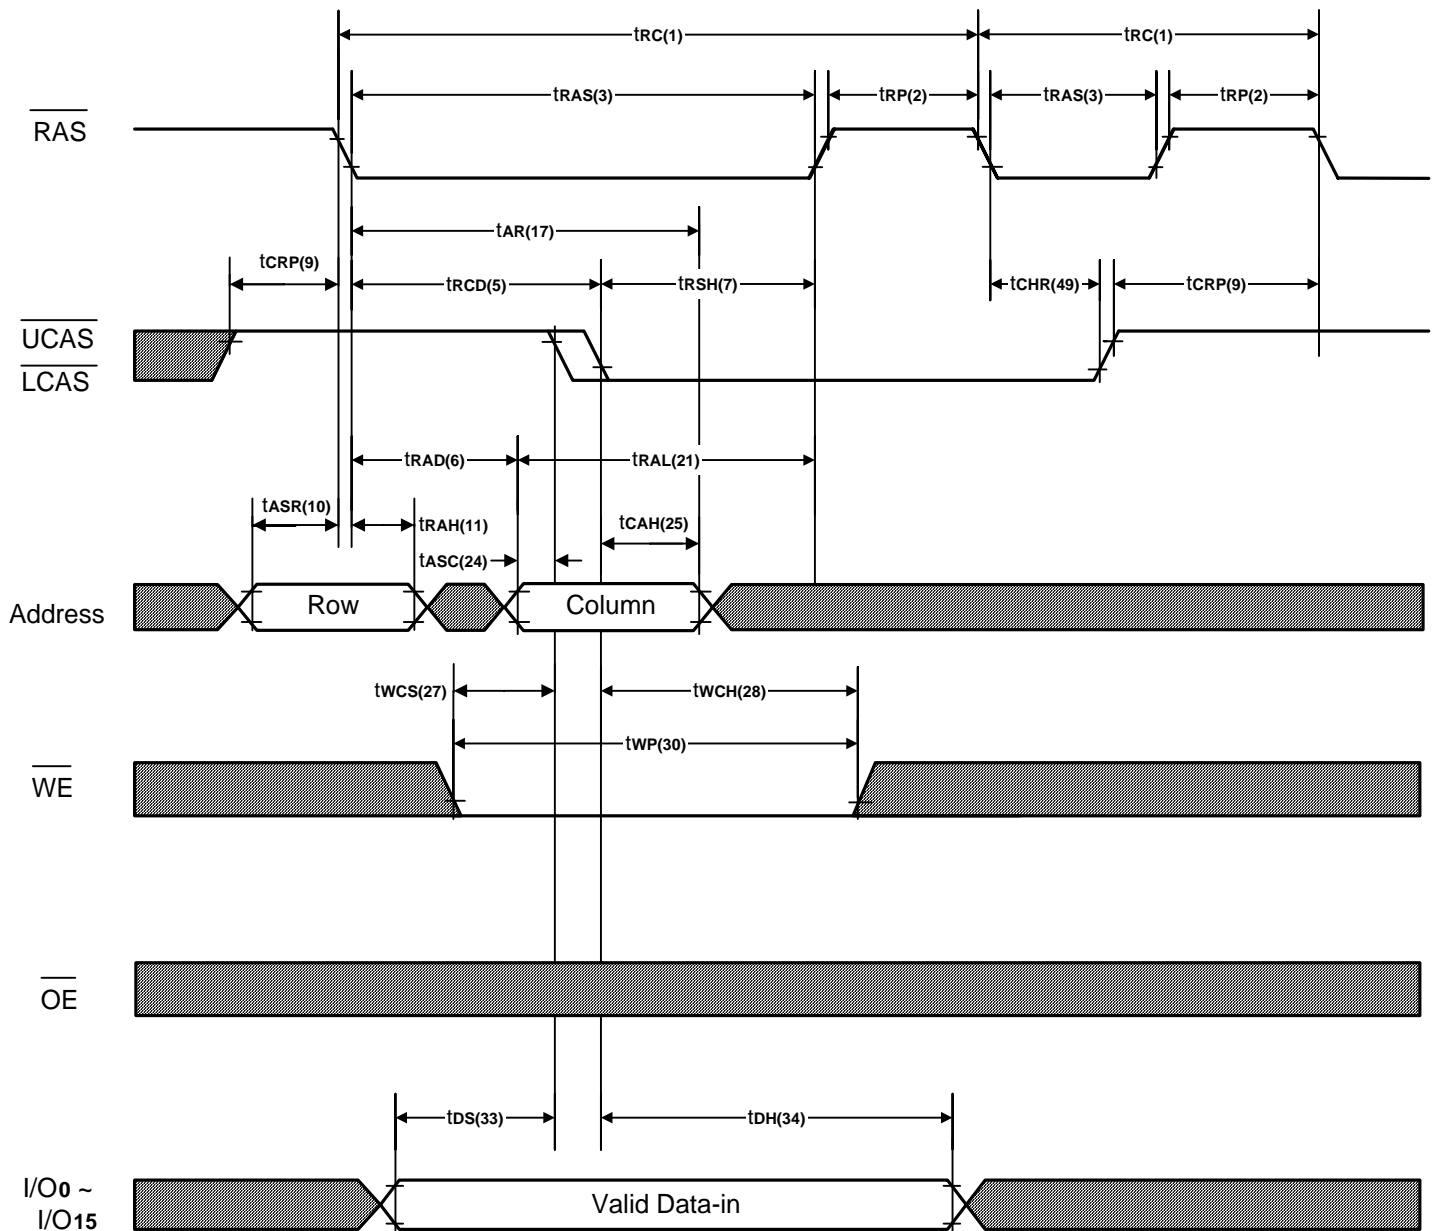 tRC(1) tRC(1)
tRAS(3) tRP(2) tRAS(3) tRP(2)
RAS
tAR(17)
tCRP(9) tRCD(5) tRSH(7) tCHR(49) tCRP(9)
UCAS
LCAS
tRAD(6) tRAL(21)
tASR(10) tRAH(11) tCAH(25)
tASC(24)
Address Row Column
tWCS(27) tWCH(28)
tWP(30)
WE
OE
tDS(33) tDH(34)
I/O0 ~
I/O15 Valid Data-in